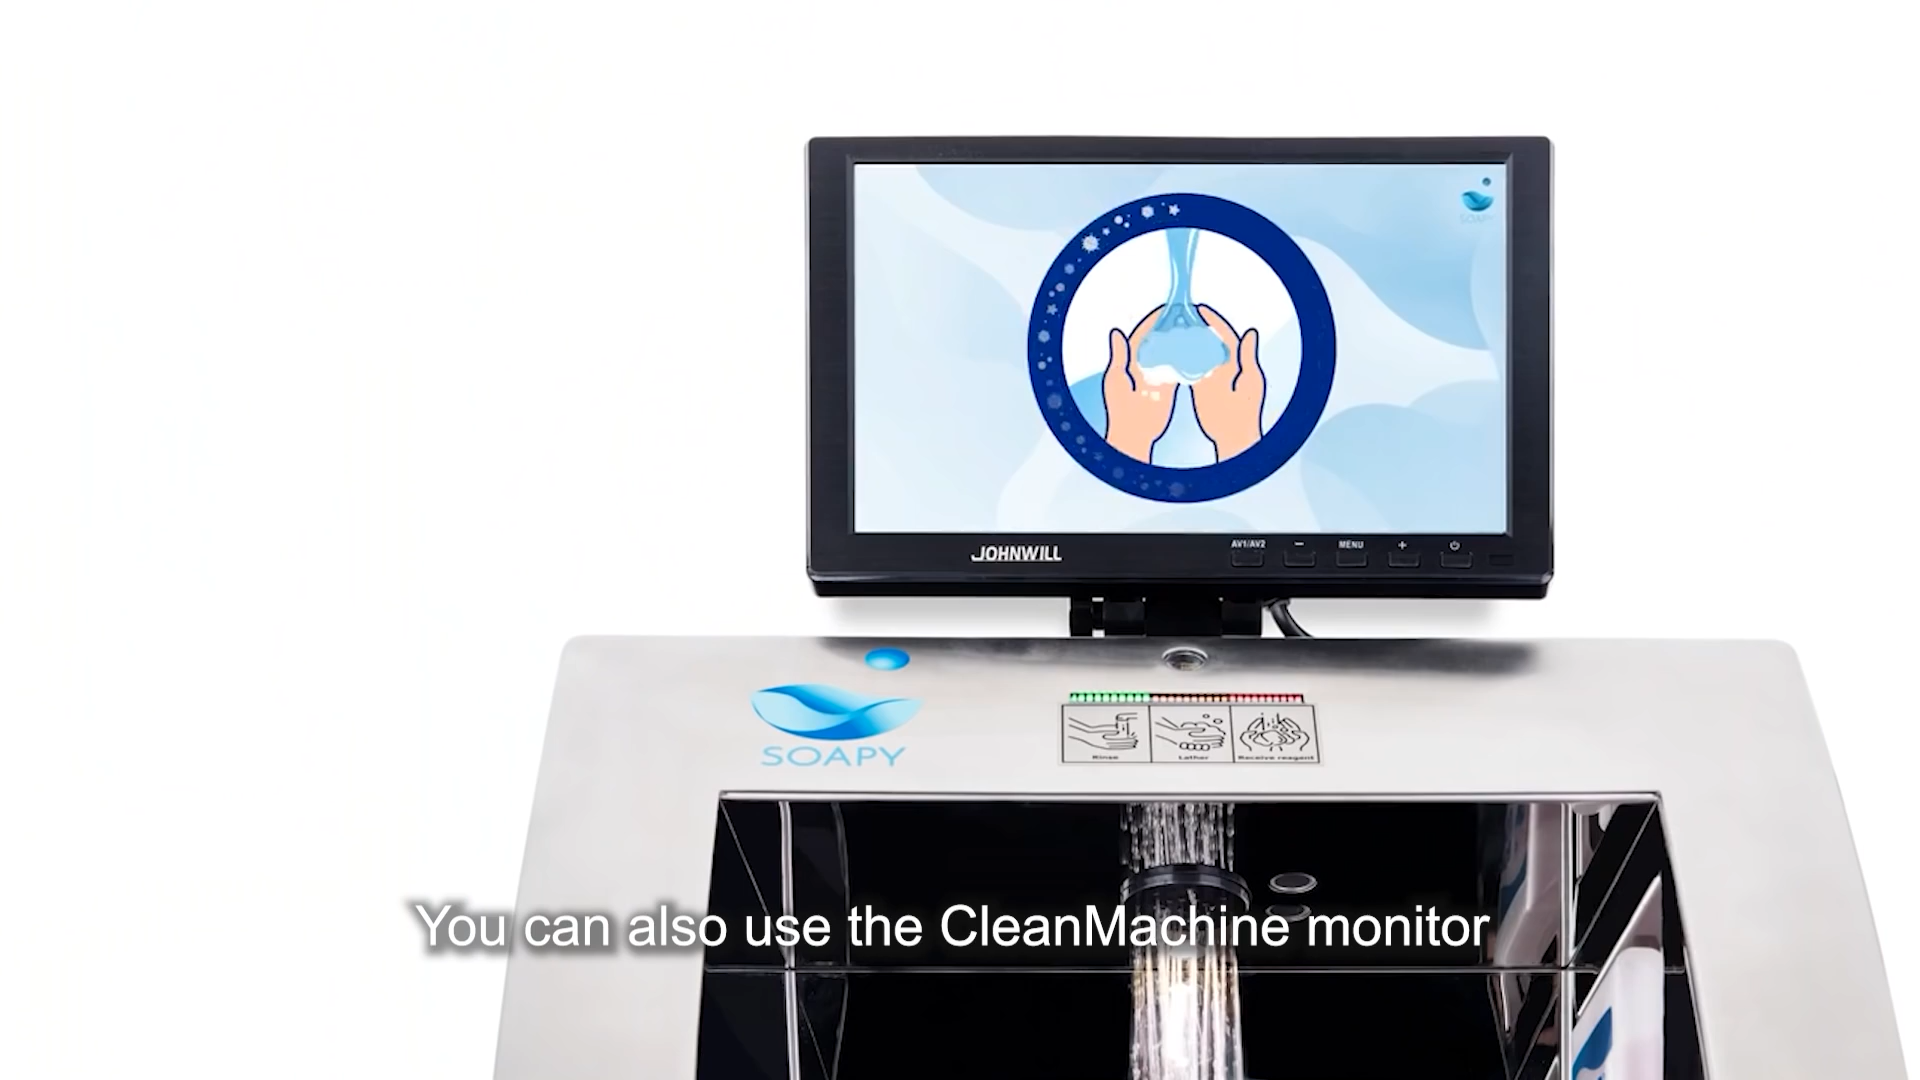 SOAPY
AV1/AV2 − MENU +
JOHNWILL
SOAPY
Rinse Lather Receive reagent
You can also use the CleanMachine monitor